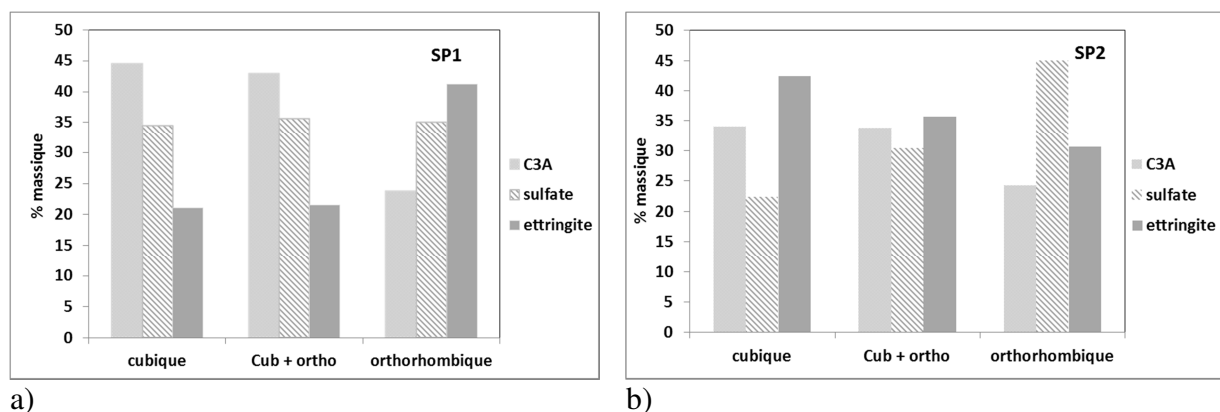 SP1
50
45
40
35
30
25
20
15
10
5
0
% massique
cubique
Cub + ortho
orthorhombique
C3A
sulfate
ettringite
a)
SP2
50
45
40
35
30
25
20
15
10
5
0
% massique
cubique
Cub + ortho
orthorhombique
C3A
sulfate
ettringite
b)